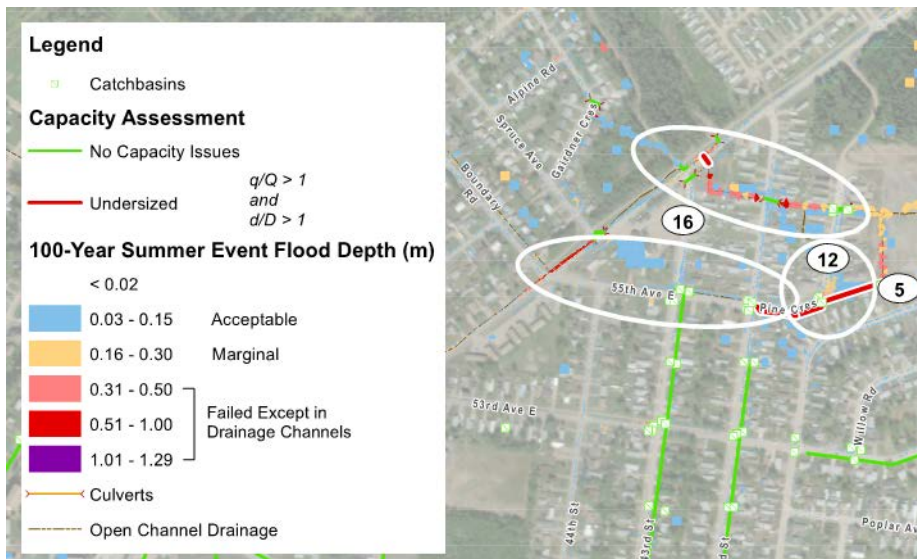 Legend
Catchbasins
Capacity Assessment
No Capacity Issues
Undersized
q/Q > 1
and
d/D > 1
100-Year Summer Event Flood Depth (m)
< 0.02
0.03 - 0.15 Acceptable
0.16 - 0.30 Marginal
0.31 - 0.50
0.51 - 1.00
1.01 - 1.29
Failed Except in
Drainage Channels
Culverts
Open Channel Drainage
Alpine Rd
Spruce Ave
Gairdner Cres
Boundary
Rd
16
12
5
55th Ave E
Pine Cres
53rd Ave E
Willow Rd
44th St
43rd St
d St
Poplar Av